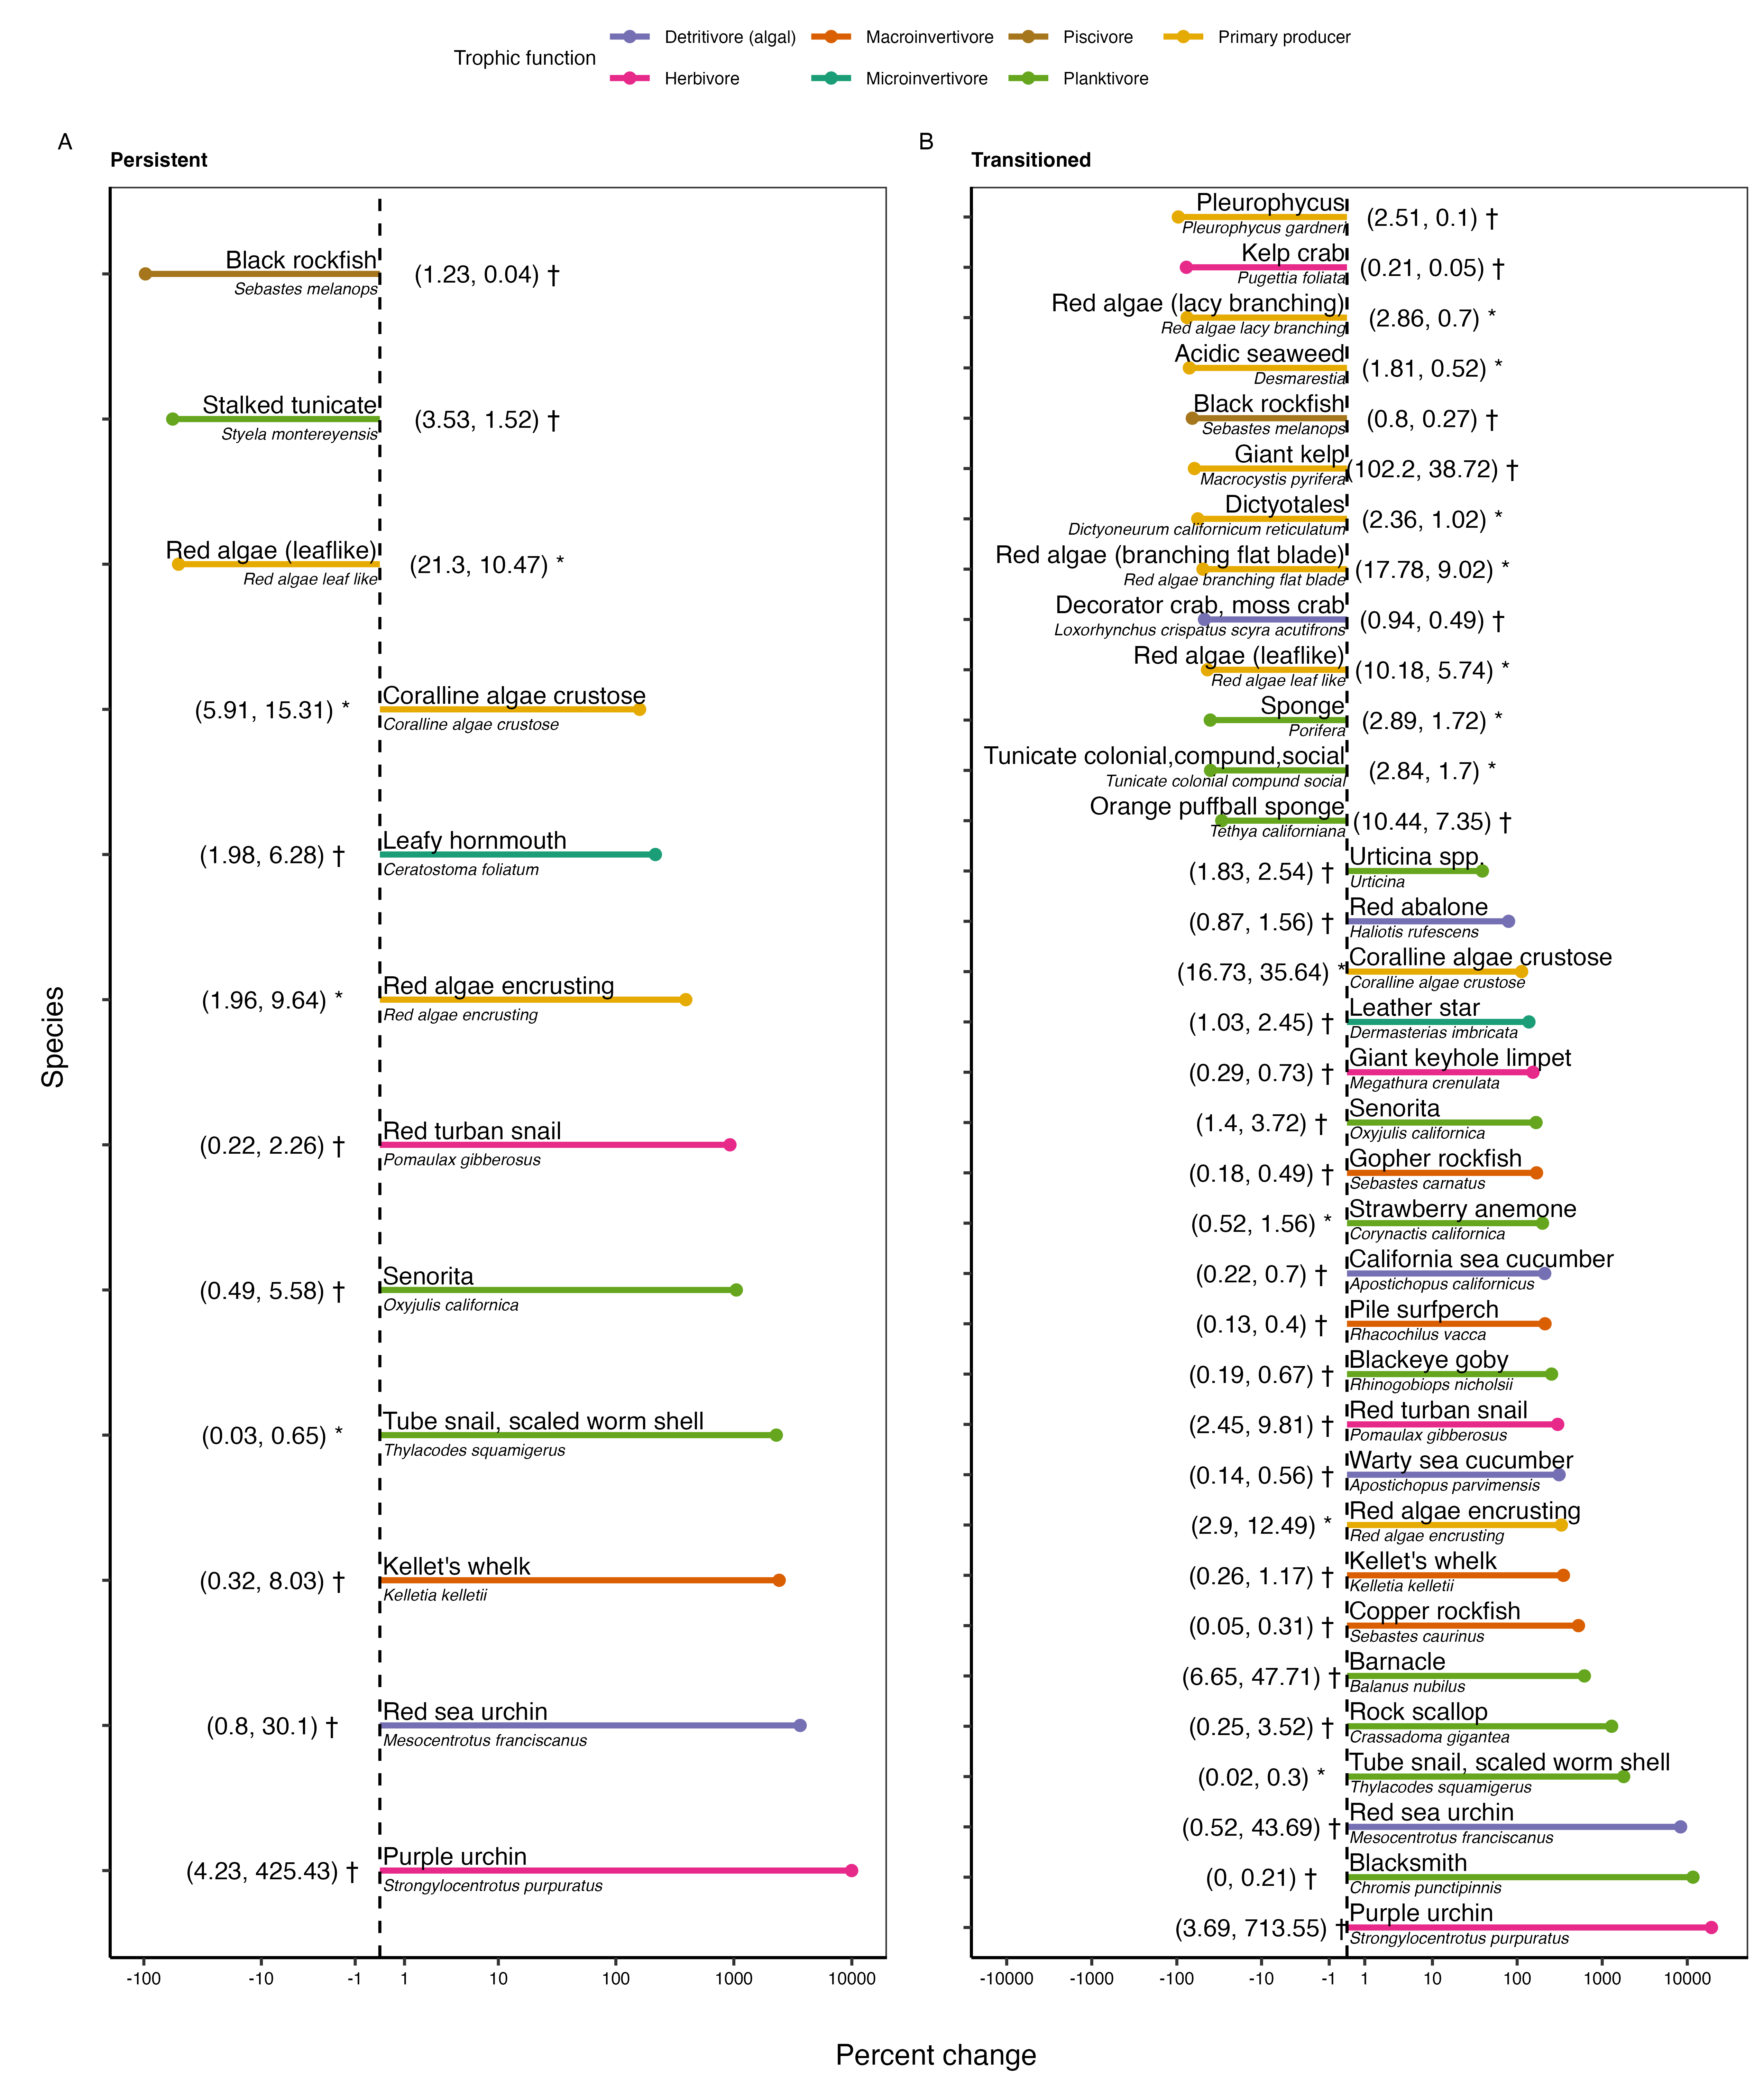 Trophic function
Detritivore (algal)
Macroinvertivore
Piscivore
Primary producer
Herbivore
Microinvertivore
Planktivore
A
Persistent
Species
Black rockfish
Sebastes melanops
(1.23, 0.04) †
Stalked tunicate
Styela montereyensis
(3.53, 1.52) †
Red algae (leaflike)
Red algae leaf like
(21.3, 10.47) *
(5.91, 15.31) *
Coralline algae crustose
Coralline algae crustose
(1.98, 6.28) †
Leafy hornmouth
Ceratostoma foliatum
(1.96, 9.64) *
Red algae encrusting
Red algae encrusting
(0.22, 2.26) †
Red turban snail
Pomaulax gibberosus
(0.49, 5.58) †
Senorita
Oxyjulis californica
(0.03, 0.65) *
Tube snail, scaled worm shell
Thylacodes squamigerus
(0.32, 8.03) †
Kellet's whelk
Kelletia kelletii
(0.8, 30.1) †
Red sea urchin
Mesocentrotus franciscanus
(4.23, 425.43) †
Purple urchin
Strongylocentrotus purpuratus
-100 -10 -1 1 10 100 1000 10000
B
Transitioned
Pleurophycus
Pleurophycus gardneri
(2.51, 0.1) †
Kelp crab
Pugettia foliata
(0.21, 0.05) †
Red algae (lacy branching)
Red algae lacy branching
(2.86, 0.7) *
Acidic seaweed
Desmarestia
(1.81, 0.52) *
Black rockfish
Sebastes melanops
(0.8, 0.27) †
Giant kelp
Macrocystis pyrifera
(102.2, 38.72) †
Dictyotales
Dictyoneurum californicum reticulatum
(2.36, 1.02) *
Red algae (branching flat blade)
Red algae branching flat blade
(17.78, 9.02) *
Decorator crab, moss crab
Loxorhynchus crispatus scyra acutifrons
(0.94, 0.49) †
Red algae (leaflike)
Red algae leaf like
(10.18, 5.74) *
Sponge
Porifera
(2.89, 1.72) *
Tunicate colonial,compund,social
Tunicate colonial compund social
(2.84, 1.7) *
Orange puffball sponge
Tethya californiana
(10.44, 7.35) †
(1.83, 2.54) †
Urticina spp.
Urticina
(0.87, 1.56) †
Red abalone
Haliotis rufescens
(16.73, 35.64) *
Coralline algae crustose
Coralline algae crustose
(1.03, 2.45) †
Leather star
Dermasterias imbricata
(0.29, 0.73) †
Giant keyhole limpet
Megathura crenulata
(1.4, 3.72) †
Senorita
Oxyjulis californica
(0.18, 0.49) †
Gopher rockfish
Sebastes carnatus
(0.52, 1.56) *
Strawberry anemone
Corynactis californica
(0.22, 0.7) †
California sea cucumber
Apostichopus californicus
(0.13, 0.4) †
Pile surfperch
Rhacochilus vacca
(0.19, 0.67) †
Blackeye goby
Rhinogobiops nicholsii
(2.45, 9.81) †
Red turban snail
Pomaulax gibberosus
(0.14, 0.56) †
Warty sea cucumber
Apostichopus parvimensis
(2.9, 12.49) *
Red algae encrusting
Red algae encrusting
(0.26, 1.17) †
Kellet's whelk
Kelletia kelletii
(0.05, 0.31) †
Copper rockfish
Sebastes caurinus
(6.65, 47.71) †
Barnacle
Balanus nubilus
(0.25, 3.52) †
Rock scallop
Crassadoma gigantea
(0.02, 0.3) *
Tube snail, scaled worm shell
Thylacodes squamigerus
(0.52, 43.69) †
Red sea urchin
Mesocentrotus franciscanus
(0, 0.21) †
Blacksmith
Chromis punctipinnis
(3.69, 713.55) †
Purple urchin
Strongylocentrotus purpuratus
-10000 -1000 -100 -10 -1 1 10 100 1000 10000
Percent change